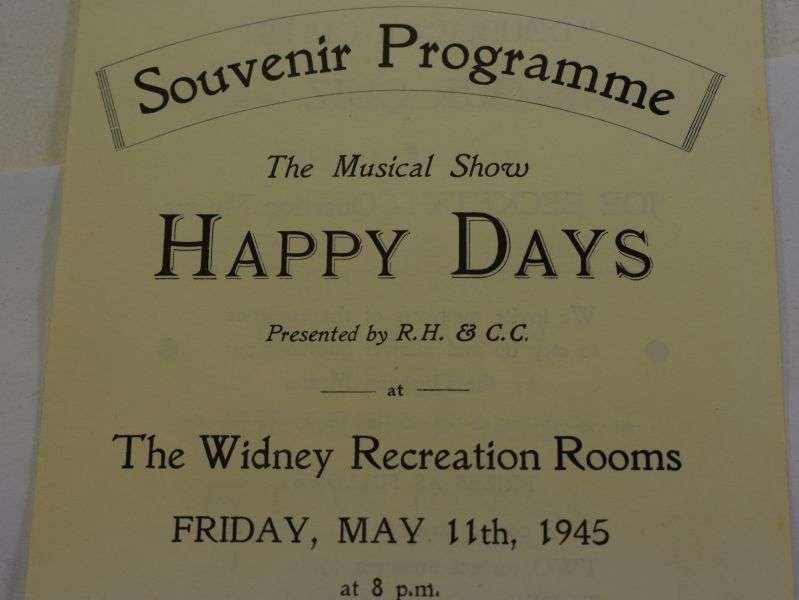 Souvenir Programme
The Musical Show
HAPPY DAYS
Presented by R.H. & C.C.
at
The Widney Recreation Rooms
FRIDAY, MAY 11th, 1945
at 8 p.m.